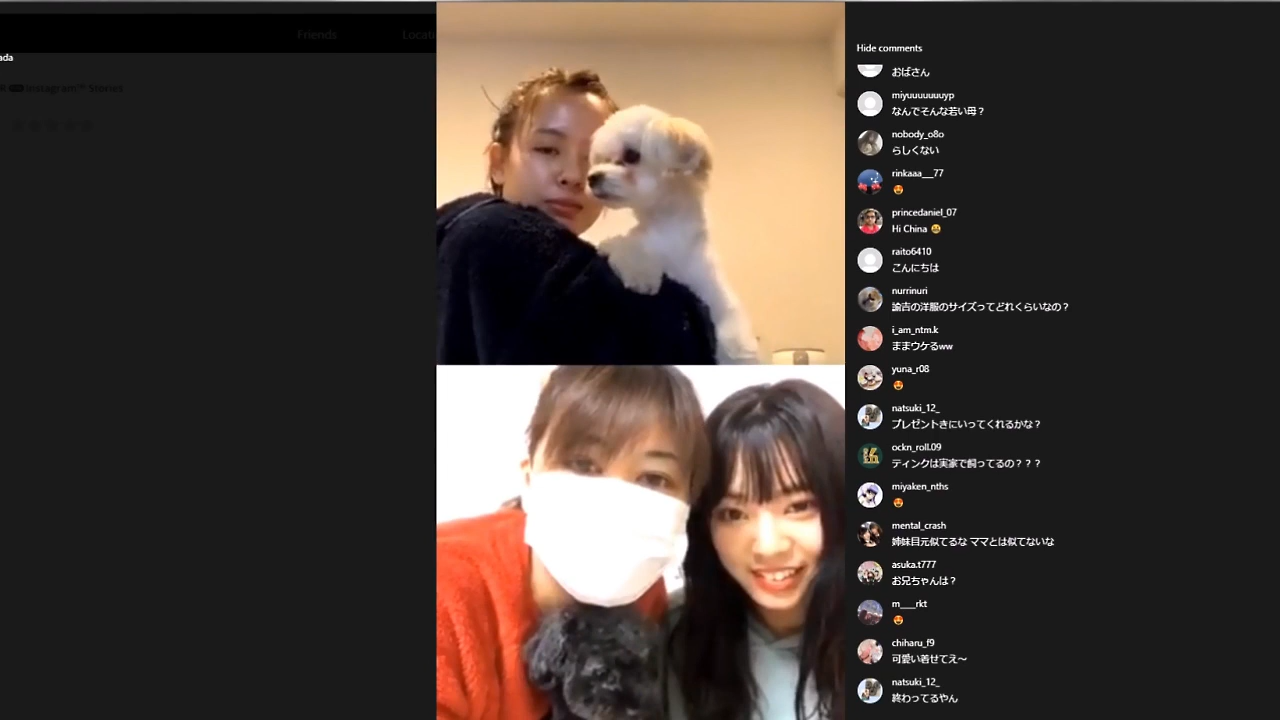 Friends
Locati
ada
Instagram™ Stories
Hide comments
おばさん
miyuuuuuuuyp
なんでそんな若い母？
nobody_o8o
らしくない
rinkaaa__77
😍
princedaniel_07
Hi China 😆
raito6410
こんにちは
nurrinuri
諭吉の洋服のサイズってどれくらいなの？
i_am_ntm.k
ままウケるww
yuna_r08
😍
natsuki_12_
プレゼントきにいってくれるかな？
ockn_roll.09
ティンクは実家で飼ってるの？？？
miyaken_nths
😍
mental_crash
姉妹目元似てるな ママとは似てないな
asuka.t777
お兄ちゃんは？
m___rkt
😍
chiharu_f9
可愛い着せてえ〜
natsuki_12_
終わってるやん